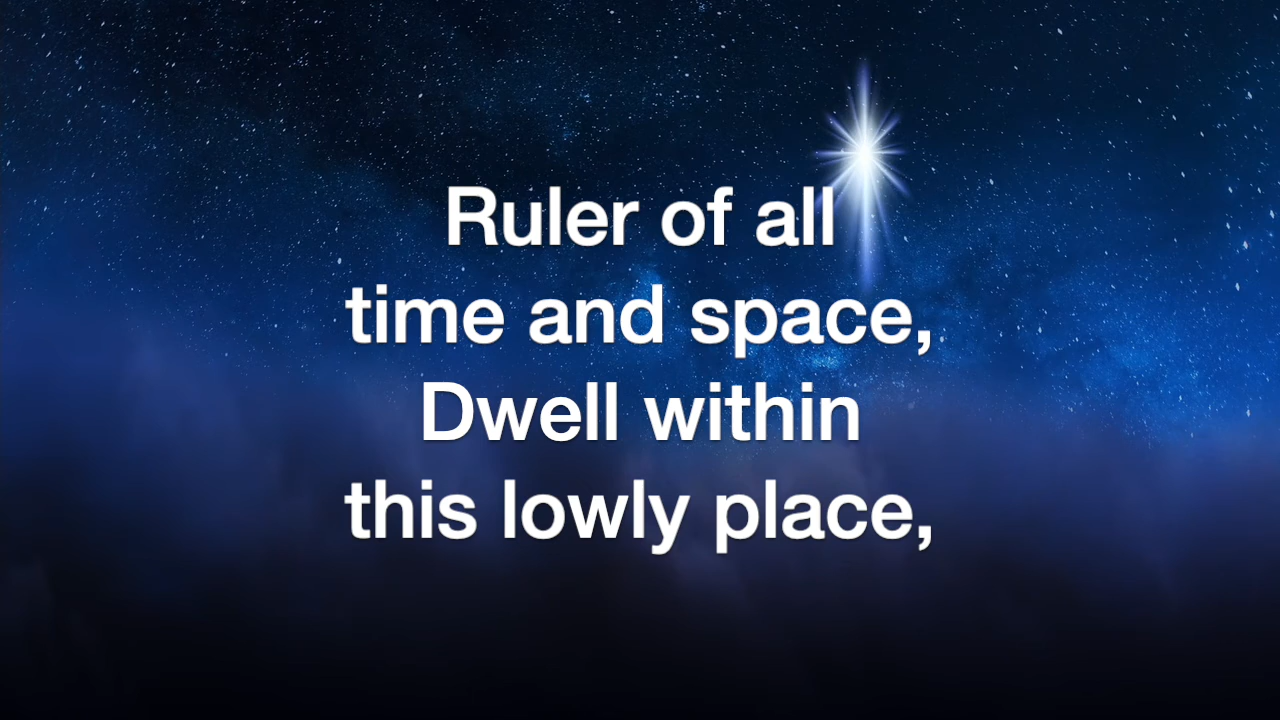 Ruler of all
time and space,
Dwell within
this lowly place,